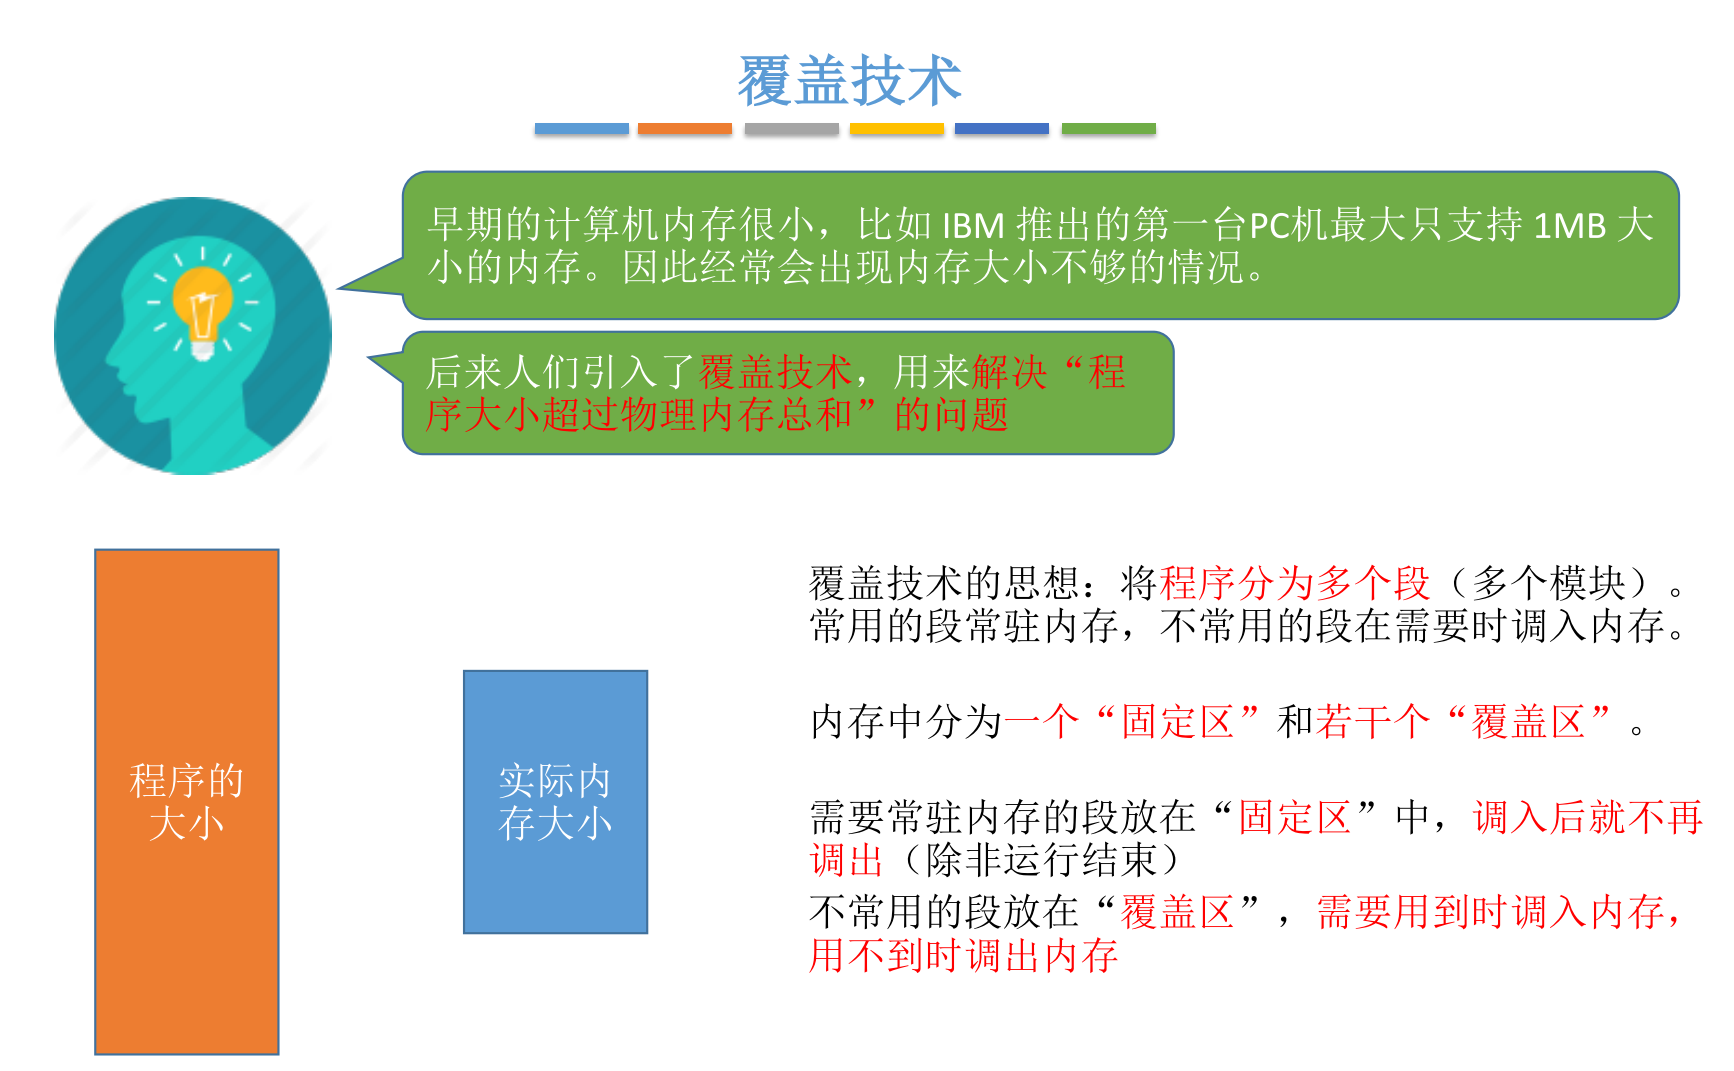 覆盖技术
早期的计算机内存很小，比如 IBM 推出的第一台PC机最大只支持 1MB 大
小的内存。因此经常会出现内存大小不够的情况。
后来人们引入了覆盖技术，用来解决“程
序大小超过物理内存总和”的问题
程序的
大小
实际内
存大小
覆盖技术的思想：将程序分为多个段（多个模块）。
常用的段常驻内存，不常用的段在需要时调入内存。
内存中分为一个“固定区”和若干个“覆盖区”。
需要常驻内存的段放在“固定区”中，调入后就不再
调出（除非运行结束）
不常用的段放在“覆盖区”，需要用到时调入内存，
用不到时调出内存